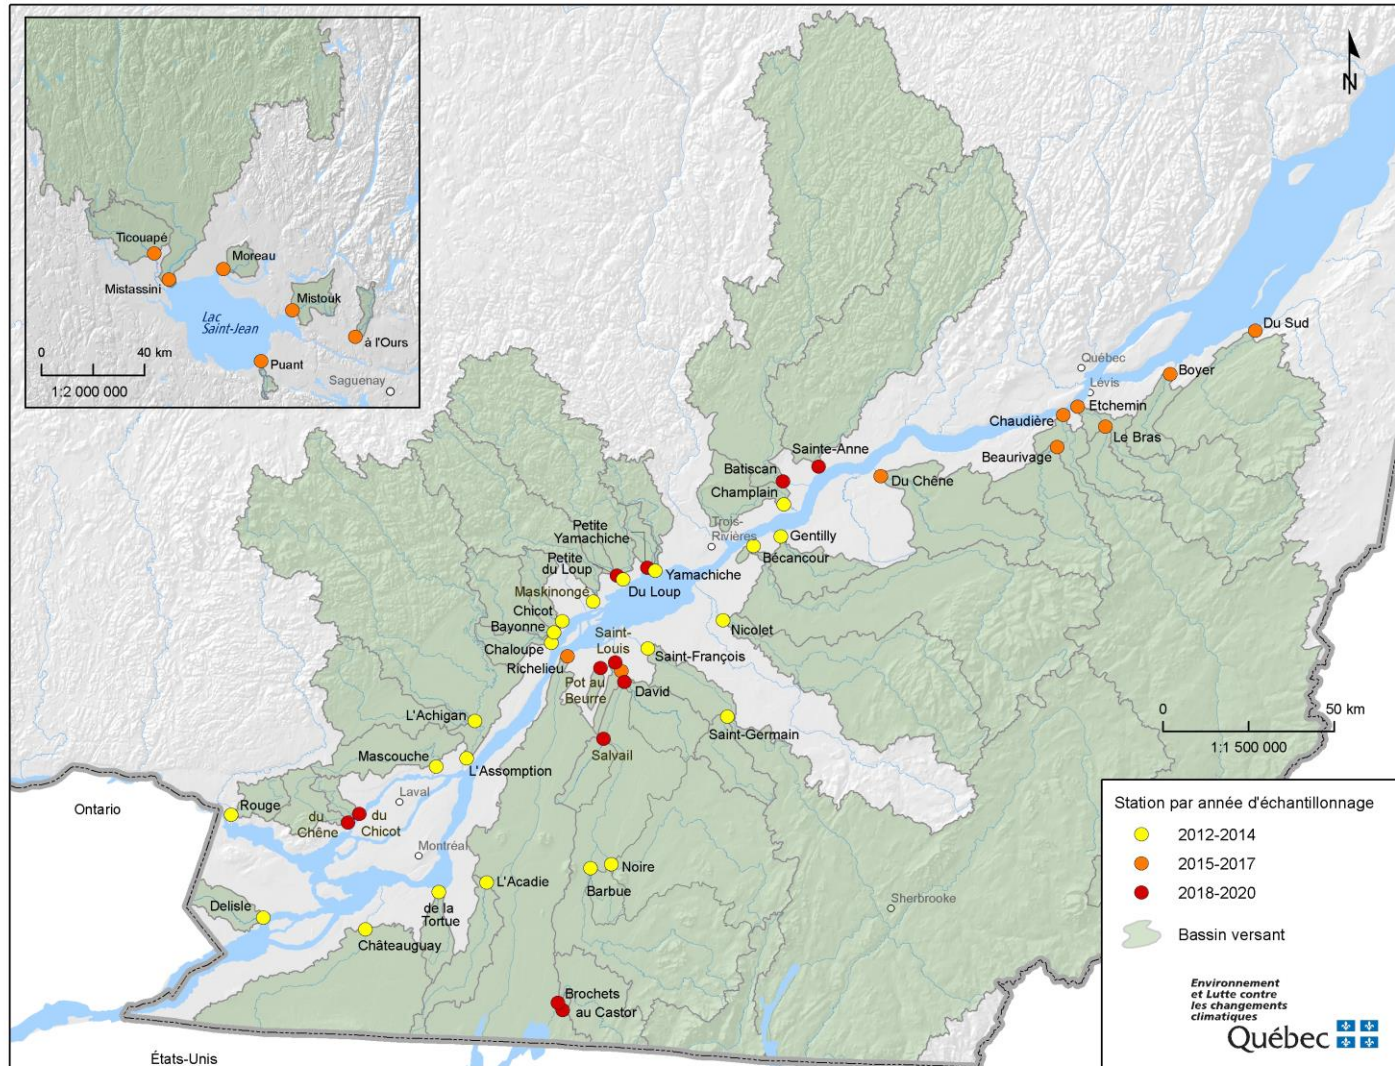 Ticouapé
Moreau
Mistassini
Mistouk
Lac
Saint-Jean
à l'Ours
0
40 km
1:2 000 000
Puant
Saguenay
N
Du Sud
Québec
Boyer
Lévis
Etchemin
Chaudière
Le Bras
Beaurivage
Sainte-Anne
Batiscan
Du Chêne
Champlain
Petite
Yamachiche
Trois-
Rivières
Gentilly
Bécancour
Petite
du Loup
Yamachiche
Du Loup
Maskinongé
Chicot
Bayonne
Nicolet
Chaloupe
Saint-
Louis
Saint-François
Richelieu
Pot au
Beurre
David
L'Achigan
Saint-Germain
0
50 km
1:1 500 000
Salvail
Mascouche
L'Assomption
Laval
Ontario
Rouge
du
Chêne
du
Chicot
Montréal
Noire
L'Acadie
Barbue
Delisle
de la
Tortue
Sherbrooke
Châteauguay
Brochets
au Castor
États-Unis
Station par année d'échantillonnage
2012-2014
2015-2017
2018-2020
Bassin versant
Environnement
et Lutte contre
les changements
climatiques
Québec